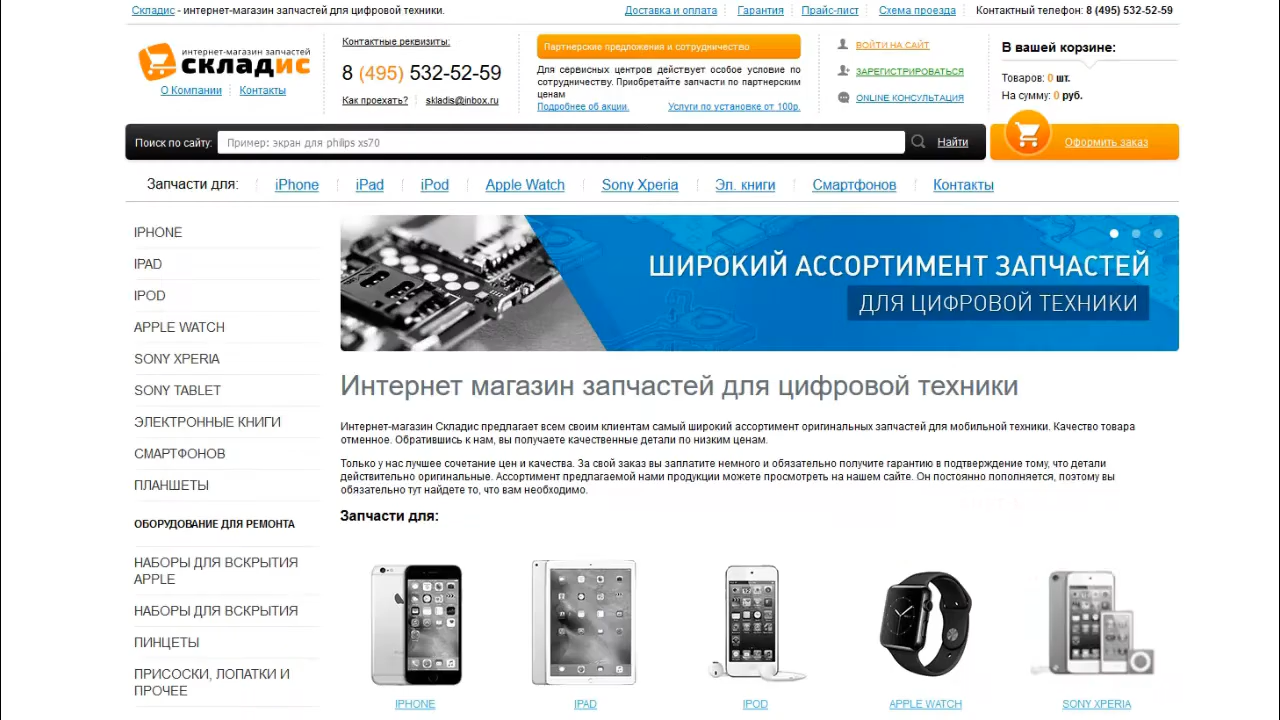 Складис - интернет-магазин запчастей для цифровой техники.
Доставка и оплата
Гарантия
Прайс-лист
Схема проезда
Контактный телефон: 8 (495) 532-52-59
интернет-магазин запчастей
складис
О Компании
Контакты
Контактные реквизиты:
8 (495) 532-52-59
Как проехать?
skladis@inbox.ru
Партнерские предложения и сотрудничество
Для сервисных центров действует особое условие по
сотрудничеству. Приобретайте запчасти по партнерским
ценам
Подробнее об акции.
Услуги по установке от 100р.
ВОЙТИ НА САЙТ
ЗАРЕГИСТРИРОВАТЬСЯ
ONLINE КОНСУЛЬТАЦИЯ
В вашей корзине:
Товаров: 0 шт.
На сумму: 0 руб.
Поиск по сайту:
Пример: экран для philips xs70
Найти
Оформить заказ
Запчасти для:
iPhone
iPad
iPod
Apple Watch
Sony Xperia
Эл. книги
Смартфонов
Контакты
IPHONE
IPAD
IPOD
APPLE WATCH
SONY XPERIA
SONY TABLET
ЭЛЕКТРОННЫЕ КНИГИ
СМАРТФОНОВ
ПЛАНШЕТЫ
ОБОРУДОВАНИЕ ДЛЯ РЕМОНТА
НАБОРЫ ДЛЯ ВСКРЫТИЯ
APPLE
НАБОРЫ ДЛЯ ВСКРЫТИЯ
ПИНЦЕТЫ
ПРИСОСКИ, ЛОПАТКИ И
ПРОЧЕЕ
ШИРОКИЙ АССОРТИМЕНТ ЗАПЧАСТЕЙ
ДЛЯ ЦИФРОВОЙ ТЕХНИКИ
Интернет магазин запчастей для цифровой техники
Интернет-магазин Складис предлагает всем своим клиентам самый широкий ассортимент оригинальных запчастей для мобильной техники. Качество товара
отменное. Обратившись к нам, вы получаете качественные детали по низким ценам.
Только у нас лучшее сочетание цен и качества. За свой заказ вы заплатите немного и обязательно получите гарантию в подтверждение тому, что детали
действительно оригинальные. Ассортимент предлагаемой нами продукции можете просмотреть на нашем сайте. Он постоянно пополняется, поэтому вы
обязательно тут найдете то, что вам необходимо.
Запчасти для:
IPHONE
IPAD
IPOD
APPLE WATCH
SONY XPERIA